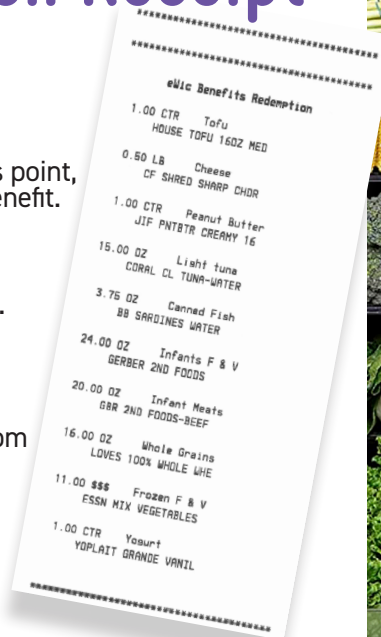 Receipt
****************************************
****************************************
eWic Benefits Redemption
1.00 CTR Tofu
HOUSE TOFU 16OZ MED
0.50 LB Cheese
CF SHRED SHARP CHDR
1.00 CTR Peanut Butter
JIF PNTBTR CREAMY 16
15.00 OZ Light tuna
CORAL CL TUNA-WATER
3.75 OZ Canned Fish
BB SARDINES WATER
24.00 OZ Infants F & V
GERBER 2ND FOODS
20.00 OZ Infant Meats
GBR 2ND FOODS-BEEF
16.00 OZ Whole Grains
LOVES 100% WHOLE WHE
11.00 $$$ Frozen F & V
ESSN MIX VEGETABLES
1.00 CTR Yogurt
YOPLAIT GRANDE VANIL
****************************************
point,